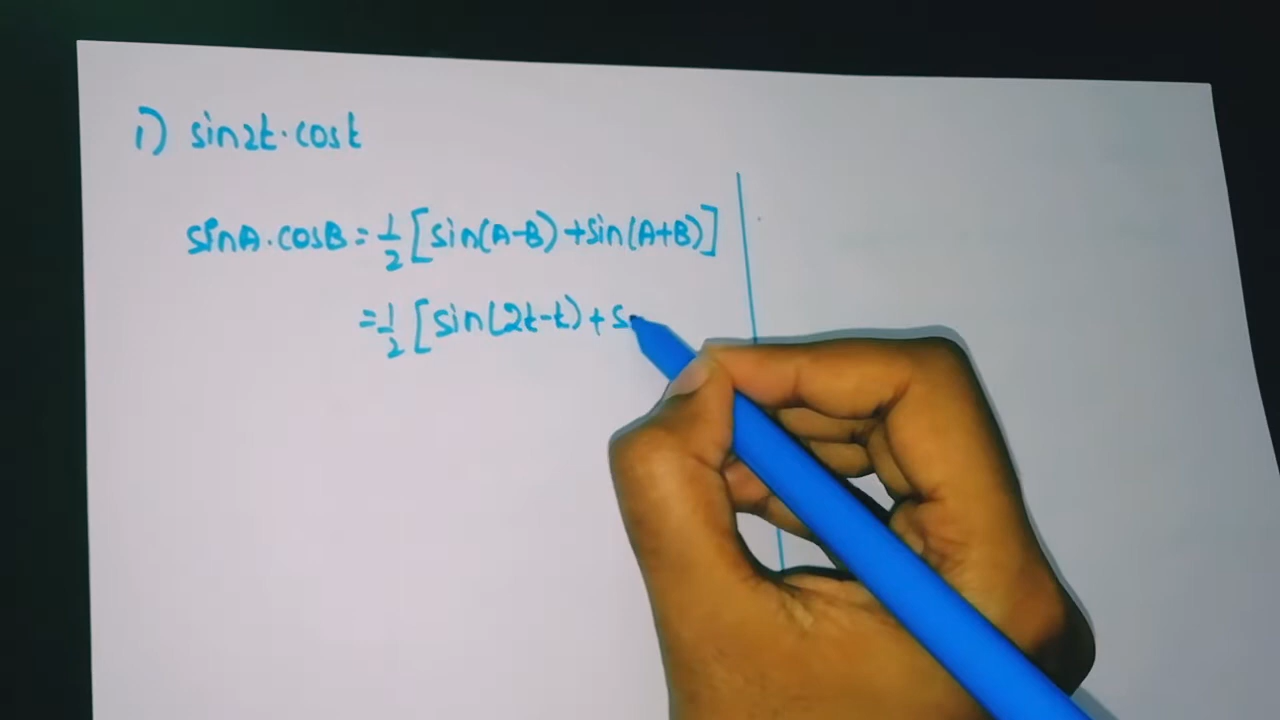 i) sin2t·cost
sinA·cosB=1/2[sin(A-B)+sin(A+B)]
=1/2[sin(2t-t)+s